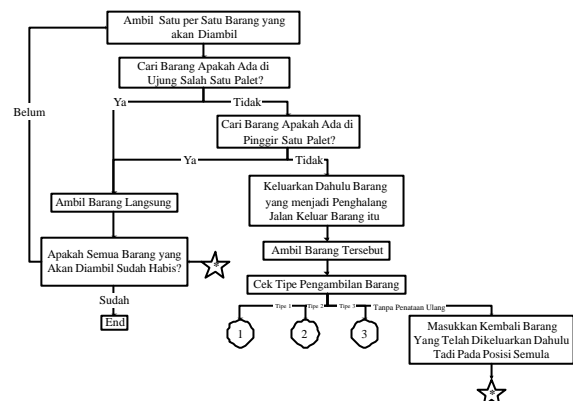 Ambil Satu per Satu Barang yang
akan Diambil
Cari Barang Apakah Ada di
Ujung Salah Satu Palet?
Ya
Tidak
Belum
Cari Barang Apakah Ada di
Pinggir Satu Palet?
Ya
Tidak
Ambil Barang Langsung
Keluarkan Dahulu Barang
yang menjadi Penghalang
Jalan Keluar Barang itu
Apakah Semua Barang yang
Akan Diambil Sudah Habis?
*
Ambil Barang Tersebut
Cek Tipe Pengambilan Barang
Sudah
End
Tipe 1
Tipe 2
Tipe 3
Tanpa Penataan Ulang
1
2
3
Masukkan Kembali Barang
Yang Telah Dikeluarkan Dahulu
Tadi Pada Posisi Semula
*